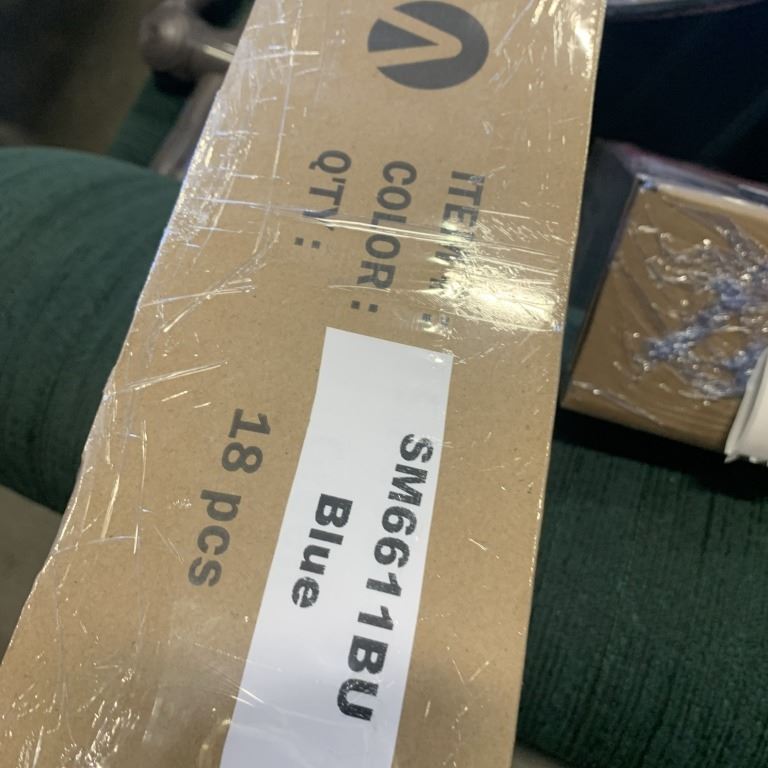 ITEM #: SM6611BU
COLOR: Blue
Q'TY: 18 pcs